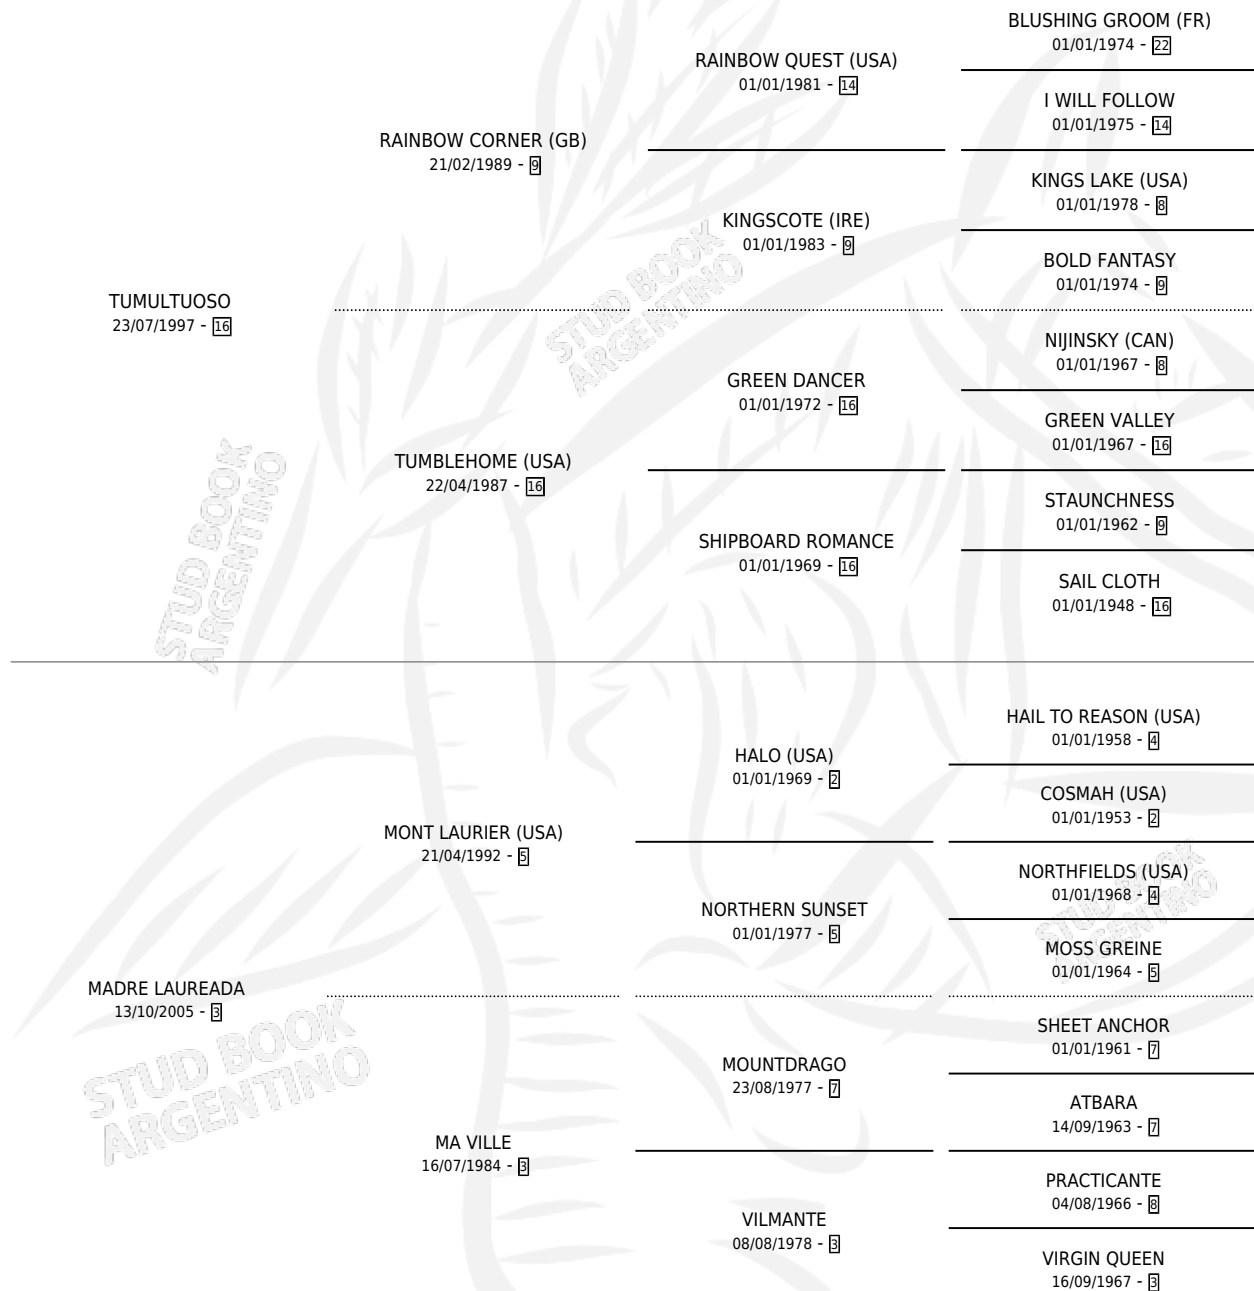 BLUSHING GROOM (FR)
01/01/1974 - 22
RAINBOW QUEST (USA)
01/01/1981 - 14
I WILL FOLLOW
01/01/1975 - 14
RAINBOW CORNER (GB)
21/02/1989 - 9
KINGS LAKE (USA)
01/01/1978 - 8
KINGSCOTE (IRE)
01/01/1983 - 9
BOLD FANTASY
01/01/1974 - 9
TUMULTUOSO
23/07/1997 - 16
NIJINSKY (CAN)
01/01/1967 - 8
GREEN DANCER
01/01/1972 - 16
GREEN VALLEY
01/01/1967 - 16
TUMBLEHOME (USA)
22/04/1987 - 16
STAUNCHNESS
01/01/1962 - 9
SHIPBOARD ROMANCE
01/01/1969 - 16
SAIL CLOTH
01/01/1948 - 16
HAIL TO REASON (USA)
01/01/1958 - 4
HALO (USA)
01/01/1969 - 2
COSMAH (USA)
01/01/1953 - 2
MONT LAURIER (USA)
21/04/1992 - 5
NORTHFIELDS (USA)
01/01/1968 - 4
NORTHERN SUNSET
01/01/1977 - 5
MOSS GREINE
01/01/1964 - 5
MADRE LAUREADA
13/10/2005 - 3
SHEET ANCHOR
01/01/1961 - 7
MOUNTDRAGO
23/08/1977 - 7
ATBARA
14/09/1963 - 7
MA VILLE
16/07/1984 - 3
PRACTICANTE
04/08/1966 - 8
VILMANTE
08/08/1978 - 3
VIRGIN QUEEN
16/09/1967 - 3
STUD BOOK
ARGENTINO
STUD BOOK
ARGENTINO
STUD BOOK
ARGENTINO
STUD BOOK
ARGENTINO